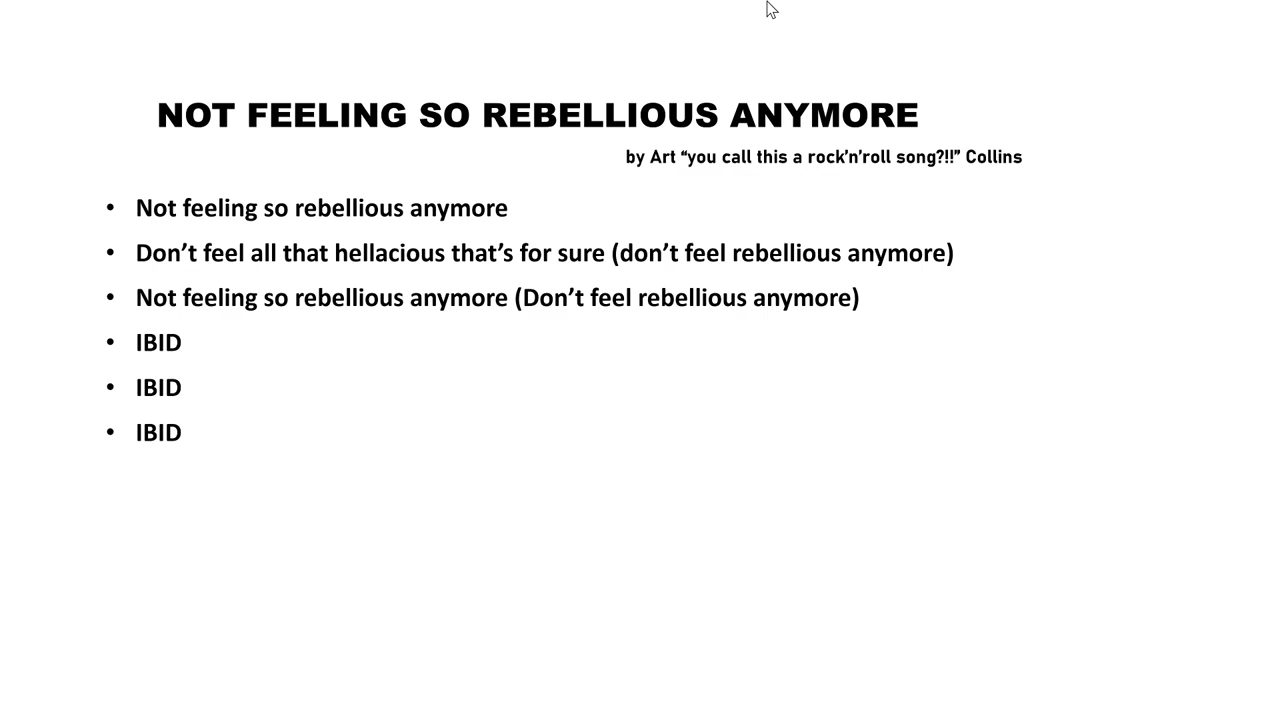 NOT FEELING SO REBELLIOUS ANYMORE
by Art “you call this a rock’n’roll song?!!” Collins
• Not feeling so rebellious anymore
• Don’t feel all that hellacious that’s for sure (don’t feel rebellious anymore)
• Not feeling so rebellious anymore (Don’t feel rebellious anymore)
• IBID
• IBID
• IBID